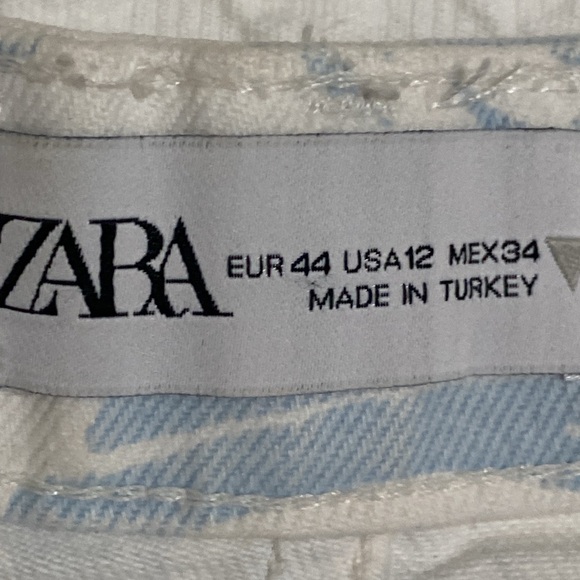 ZARA
EUR 44 USA 12 MEX 34
MADE IN TURKEY